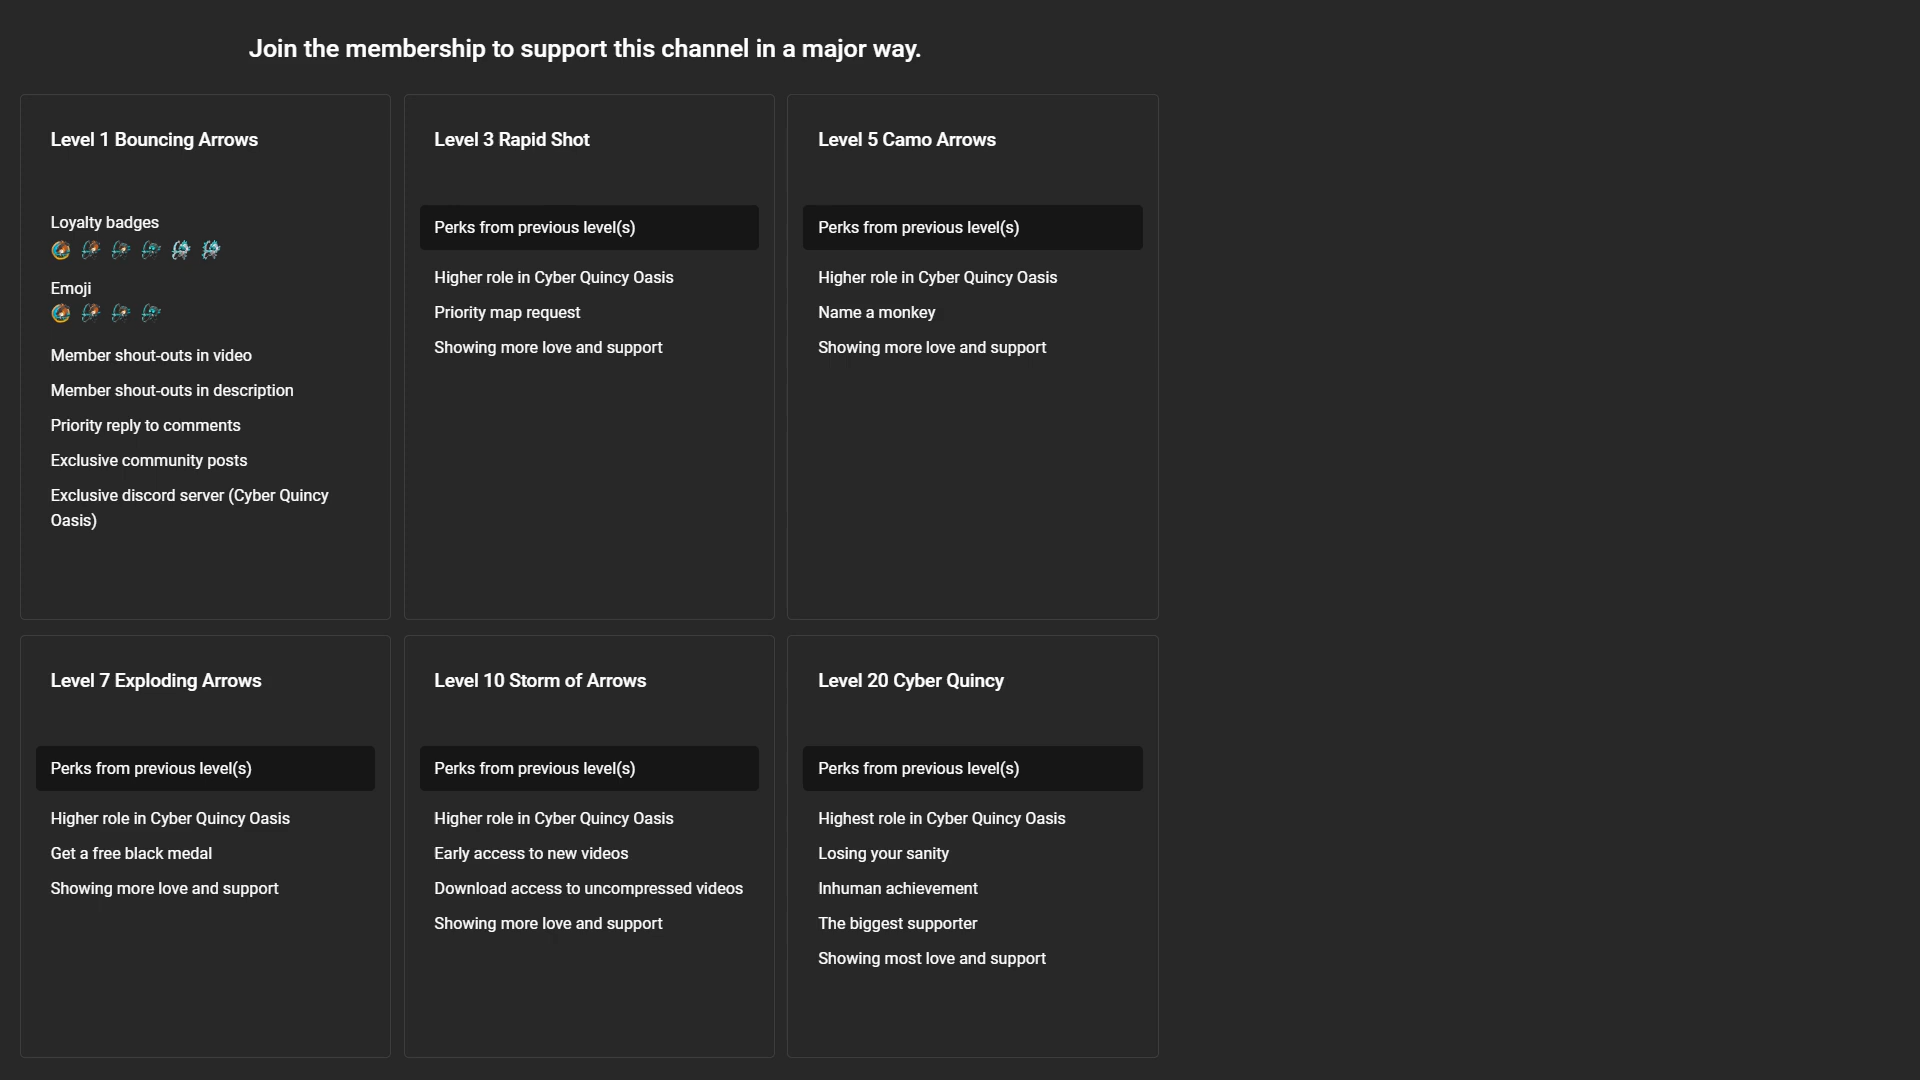 Join the membership to support this channel in a major way.
Level 1 Bouncing Arrows
Loyalty badges
Emoji
Member shout-outs in video
Member shout-outs in description
Priority reply to comments
Exclusive community posts
Exclusive discord server (Cyber Quincy
Oasis)
Level 3 Rapid Shot
Perks from previous level(s)
Higher role in Cyber Quincy Oasis
Priority map request
Showing more love and support
Level 5 Camo Arrows
Perks from previous level(s)
Higher role in Cyber Quincy Oasis
Name a monkey
Showing more love and support
Level 7 Exploding Arrows
Perks from previous level(s)
Higher role in Cyber Quincy Oasis
Get a free black medal
Showing more love and support
Level 10 Storm of Arrows
Perks from previous level(s)
Higher role in Cyber Quincy Oasis
Early access to new videos
Download access to uncompressed videos
Showing more love and support
Level 20 Cyber Quincy
Perks from previous level(s)
Highest role in Cyber Quincy Oasis
Losing your sanity
Inhuman achievement
The biggest supporter
Showing most love and support